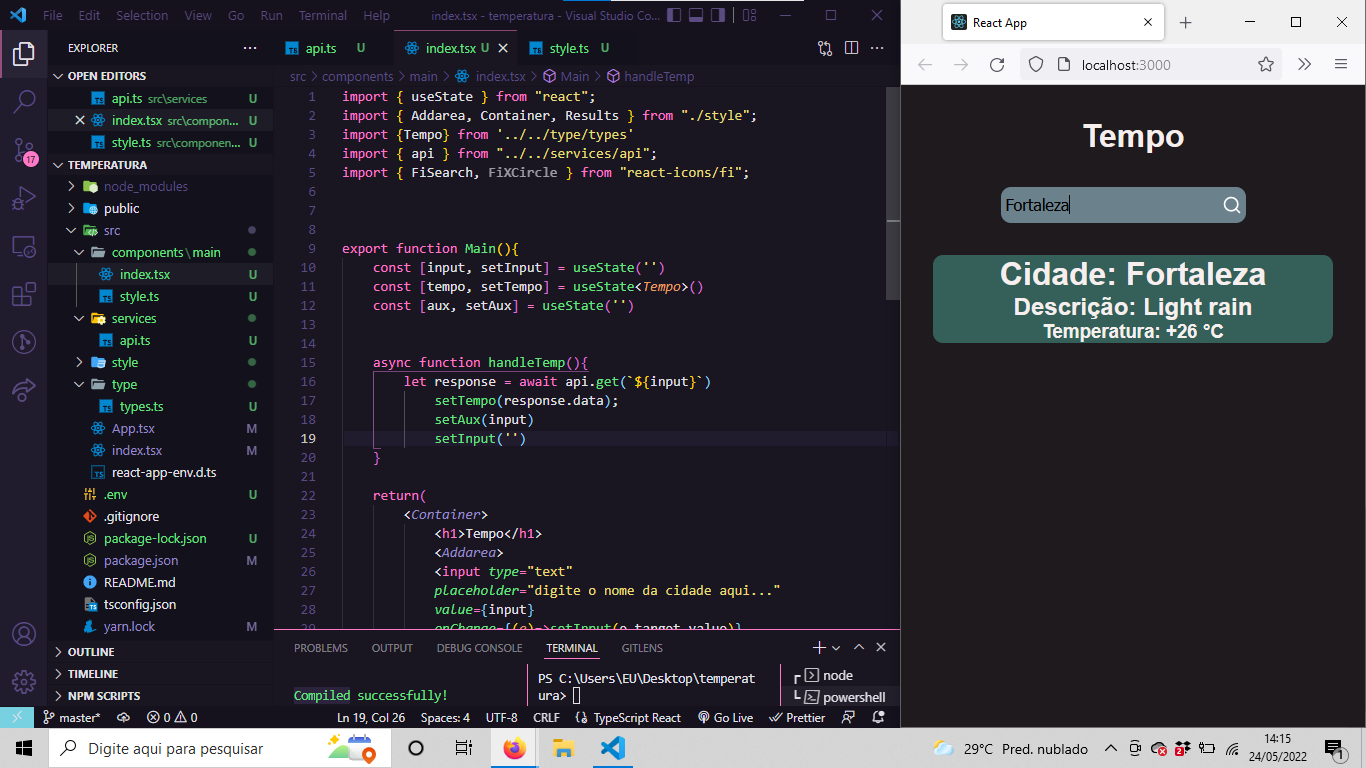 File Edit Selection View Go Run Terminal Help index.tsx - temperatura - Visual Studio Co...
EXPLORER
OPEN EDITORS
api.ts src\services U
index.tsx src\compon... U
style.ts src\componen... U
TEMPERATURA
node_modules
public
src
components\main
index.tsx U
style.ts U
services
api.ts U
style
type
types.ts U
App.tsx M
index.tsx M
react-app-env.d.ts
.env U
.gitignore
package-lock.json U
package.json M
README.md
tsconfig.json
yarn.lock M
OUTLINE
TIMELINE
NPM SCRIPTS
17
api.ts U index.tsx U style.ts U
src > components > main > index.tsx > Main > handleTemp
1 import { useState } from "react";
2 import { Addarea, Container, Results } from "./style";
3 import {Tempo} from '../../type/types'
4 import { api } from "../../services/api";
5 import { FiSearch, FiXCircle } from "react-icons/fi";
6
7
8
9 export function Main(){
10 const [input, setInput] = useState('')
11 const [tempo, setTempo] = useState<Tempo>()
12 const [aux, setAux] = useState('')
13
14
15 async function handleTemp(){
16 let response = await api.get(`${input}`)
17 setTempo(response.data);
18 setAux(input)
19 setInput('')
20 }
21
22 return(
23 <Container>
24 <h1>Tempo</h1>
25 <Addarea>
26 <input type="text"
27 placeholder="digite o nome da cidade aqui..."
28 value={input}
29 onChange={(e)=>setInput(e.target.value)}
PROBLEMS OUTPUT DEBUG CONSOLE TERMINAL GITLENS
Compiled successfully!
PS C:\Users\EU\Desktop\temperat
ura>
node
powershell
master* 0 0 Ln 19, Col 26 Spaces: 4 UTF-8 CRLF TypeScript React Go Live Prettier
React App
localhost:3000
Tempo
Fortaleza
Cidade: Fortaleza
Descrição: Light rain
Temperatura: +26 °C
Digite aqui para pesquisar
29°C Pred. nublado
2
14:15
24/05/2022
1